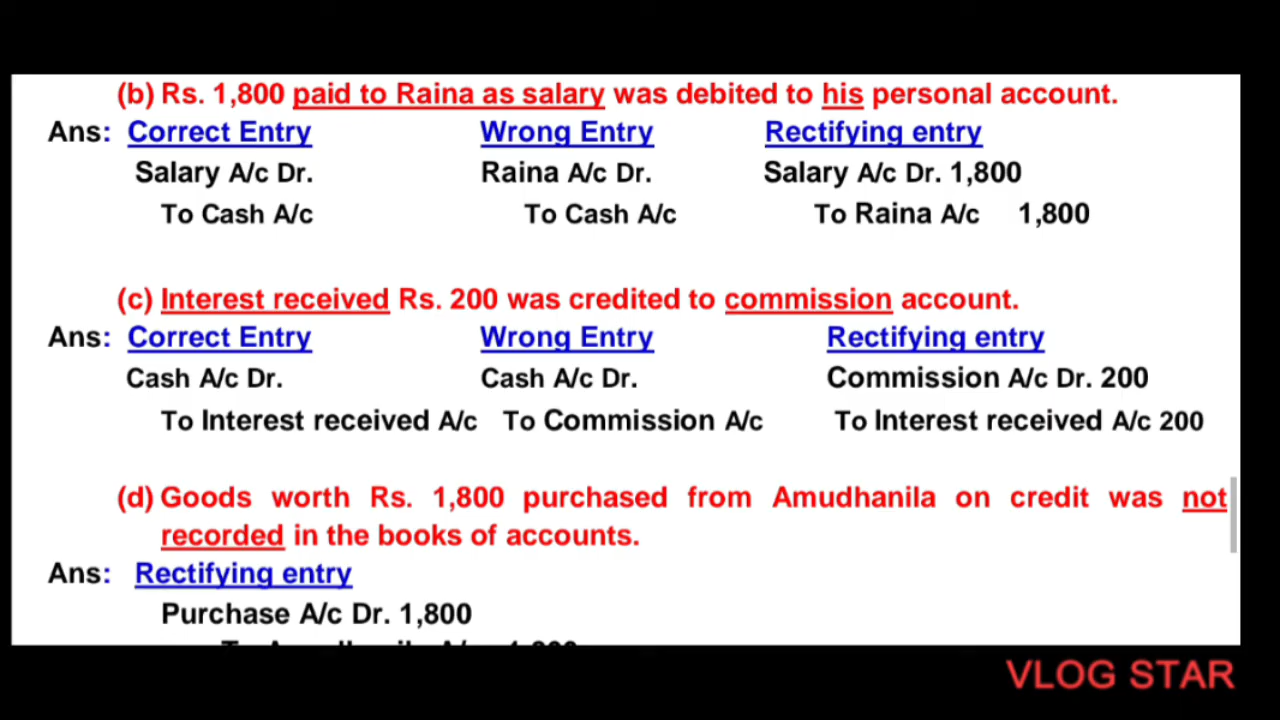 (b) Rs. 1,800 paid to Raina as salary was debited to his personal account.
Ans: Correct Entry Wrong Entry Rectifying entry
Salary A/c Dr. Raina A/c Dr. Salary A/c Dr. 1,800
To Cash A/c To Cash A/c To Raina A/c 1,800
(c) Interest received Rs. 200 was credited to commission account.
Ans: Correct Entry Wrong Entry Rectifying entry
Cash A/c Dr. Cash A/c Dr. Commission A/c Dr. 200
To Interest received A/c To Commission A/c To Interest received A/c 200
(d) Goods worth Rs. 1,800 purchased from Amudhanila on credit was not
recorded in the books of accounts.
Ans: Rectifying entry
Purchase A/c Dr. 1,800
VLOG STAR